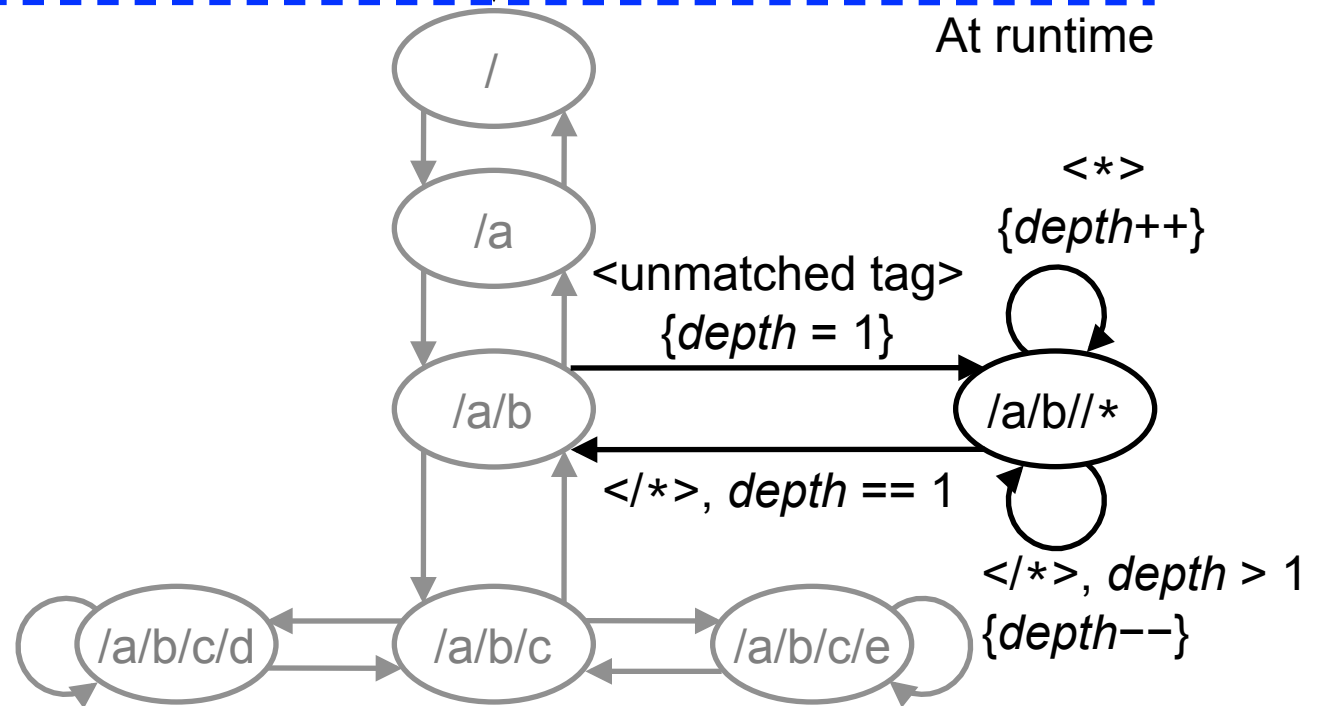 At runtime
/
<*>
{depth++}
/a
<unmatched tag>
{depth = 1}
/a/b
/a/b//*
</*>, depth == 1
</*>, depth > 1
{depth−−}
/a/b/c/d
/a/b/c
/a/b/c/e